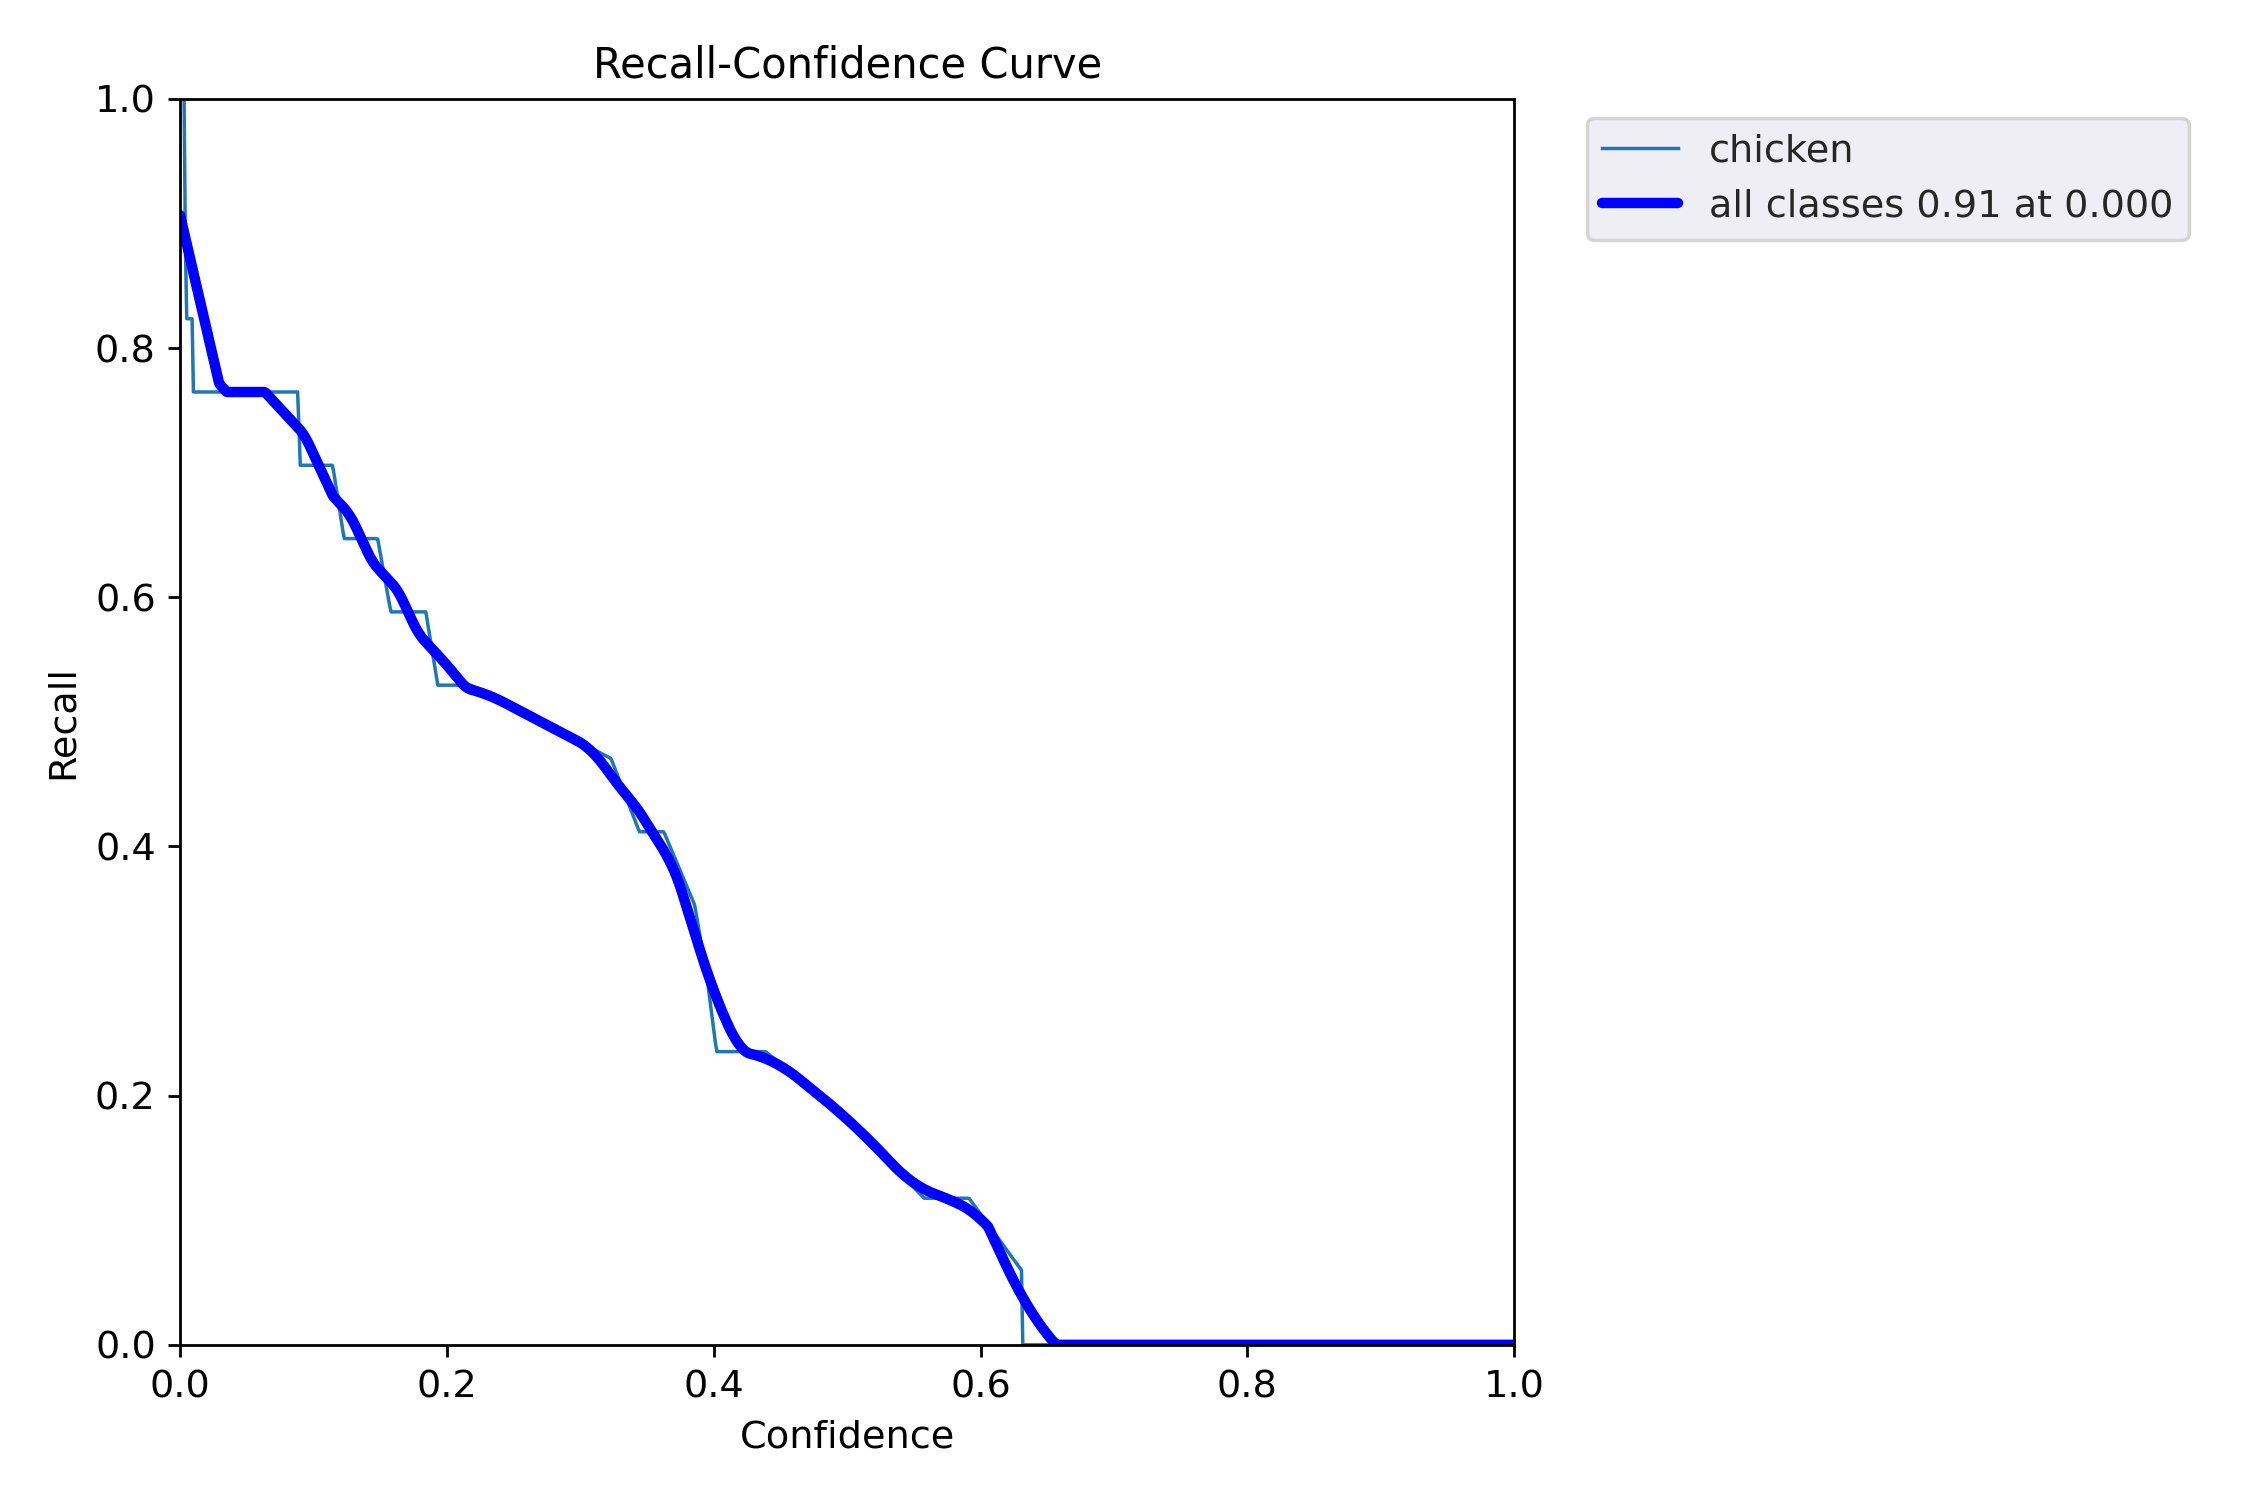 Recall-Confidence Curve
1.0
0.8
0.6
0.4
0.2
0.0
Recall
0.0 0.2 0.4 0.6 0.8 1.0
Confidence
chicken
all classes 0.91 at 0.000